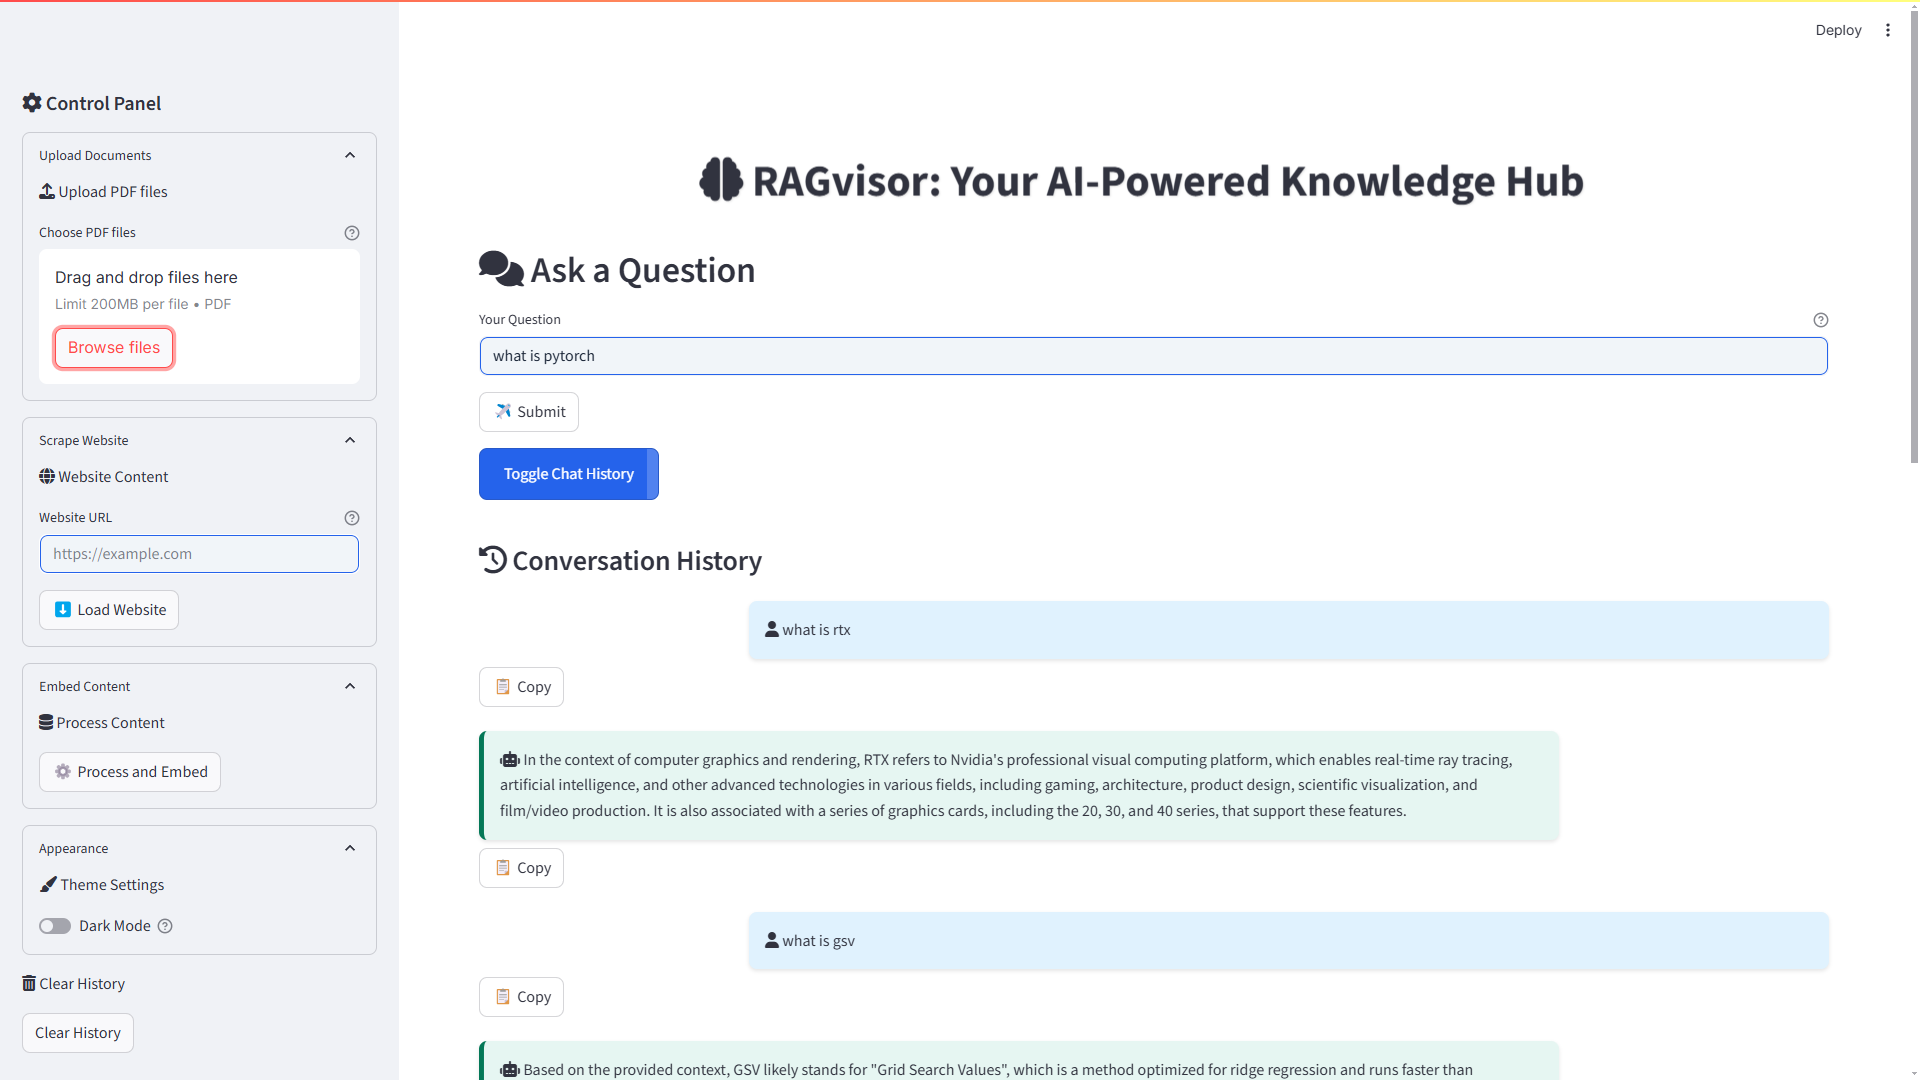 Deploy
Control Panel
Upload Documents
Upload PDF files
Choose PDF files
Drag and drop files here
Limit 200MB per file • PDF
Browse files
Scrape Website
Website Content
Website URL
https://example.com
Load Website
Embed Content
Process Content
Process and Embed
Appearance
Theme Settings
Dark Mode
Clear History
Clear History
RAGvisor: Your AI-Powered Knowledge Hub
Ask a Question
Your Question
what is pytorch
Submit
Toggle Chat History
Conversation History
what is rtx
Copy
In the context of computer graphics and rendering, RTX refers to Nvidia's professional visual computing platform, which enables real-time ray tracing,
artificial intelligence, and other advanced technologies in various fields, including gaming, architecture, product design, scientific visualization, and
film/video production. It is also associated with a series of graphics cards, including the 20, 30, and 40 series, that support these features.
Copy
what is gsv
Copy
Based on the provided context, GSV likely stands for "Grid Search Values", which is a method optimized for ridge regression and runs faster than